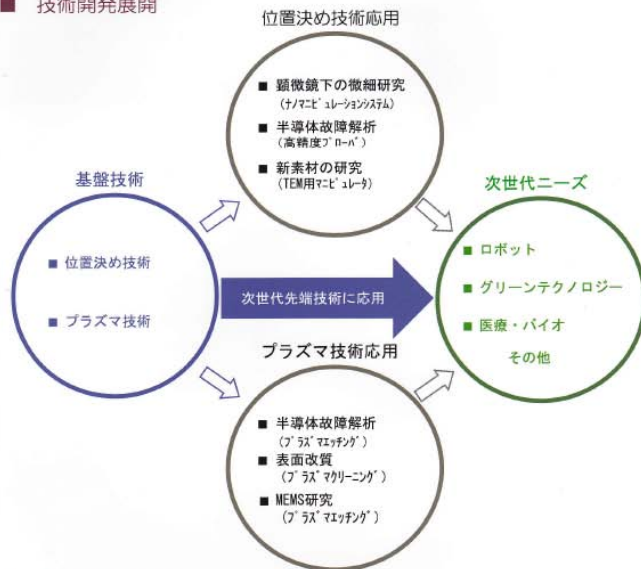 ■ 技術開発展開
位置決め技術応用
■ 顕微鏡下の微細研究
(ﾅﾉﾏﾆﾋﾟｭﾚｰｼｮﾝｼｽﾃﾑ)
■ 半導体故障解析
(高精度ﾌﾟﾛｰﾊﾞ)
■ 新素材の研究
(TEM用ﾏﾆﾋﾟｭﾚｰﾀ)
基盤技術
■ 位置決め技術
■ プラズマ技術
次世代先端技術に応用
次世代ニーズ
■ ロボット
■ グリーンテクノロジー
■ 医療・バイオ
その他
プラズマ技術応用
■ 半導体故障解析
(ﾌﾟﾗｽﾞﾏｴｯﾁﾝｸﾞ)
■ 表面改質
(ﾌﾟﾗｽﾞﾏｸﾘｰﾆﾝｸﾞ)
■ MEMS研究
(ﾌﾟﾗｽﾞﾏｴｯﾁﾝｸﾞ)